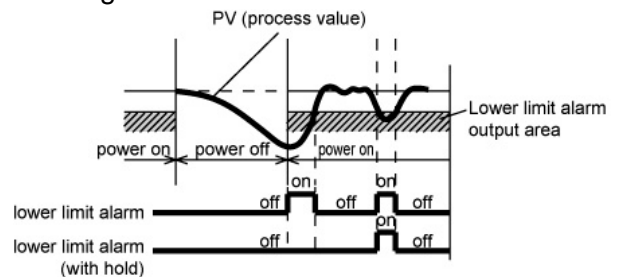 PV (process value)
Lower limit alarm
output area
power on
power off
power on
on
on
lower limit alarm
off
off
off
on
lower limit alarm
(with hold)
off
off